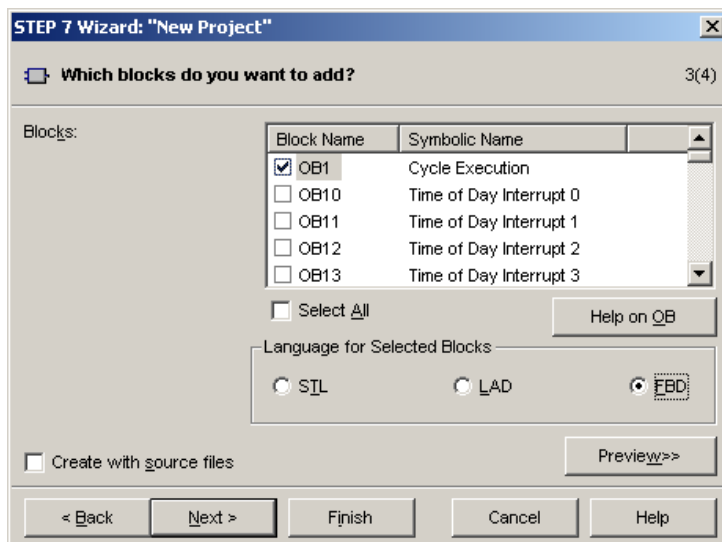 STEP 7 Wizard: "New Project"
Which blocks do you want to add? 3(4)
Blocks:
Block Name Symbolic Name
OB1 Cycle Execution
OB10 Time of Day Interrupt 0
OB11 Time of Day Interrupt 1
OB12 Time of Day Interrupt 2
OB13 Time of Day Interrupt 3
Select All
Help on OB
Language for Selected Blocks
STL LAD FBD
Create with source files
Preview>>
< Back Next > Finish Cancel Help